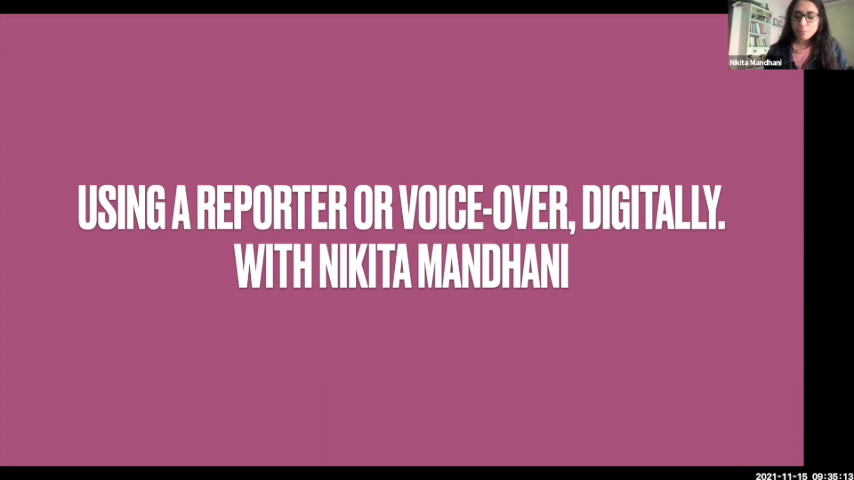 Nikita Mandhani
USING A REPORTER OR VOICE-OVER, DIGITALLY.
WITH NIKITA MANDHANI
2021-11-15 09:35:13